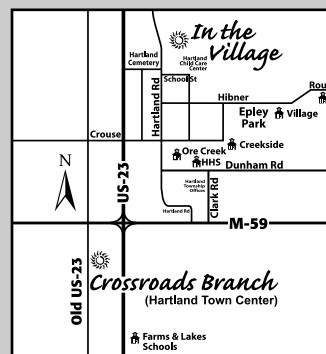 In the
Village
Hartland
Cemetery
Hartland
Child Care
Center
School St
Hartland Rd
Hibner
Rou
Epley
Park
Village
Crouse
Creekside
Ore Creek
HHS
N
US-23
Dunham Rd
Hartland
Township
Offices
Clark Rd
Hartland Rd
M-59
Old US-23
Crossroads Branch
(Hartland Town Center)
Farms & Lakes
Schools